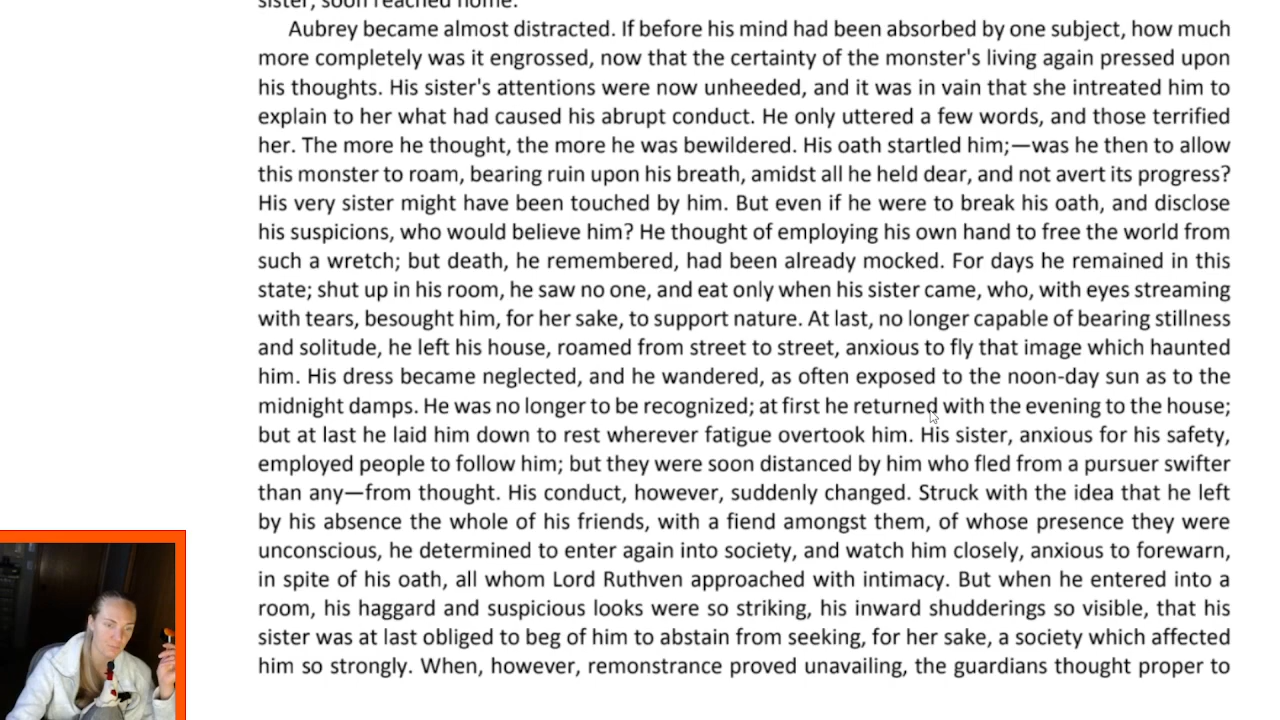 sister, soon reached home.
Aubrey became almost distracted. If before his mind had been absorbed by one subject, how much
more completely was it engrossed, now that the certainty of the monster's living again pressed upon
his thoughts. His sister's attentions were now unheeded, and it was in vain that she intreated him to
explain to her what had caused his abrupt conduct. He only uttered a few words, and those terrified
her. The more he thought, the more he was bewildered. His oath startled him;—was he then to allow
this monster to roam, bearing ruin upon his breath, amidst all he held dear, and not avert its progress?
His very sister might have been touched by him. But even if he were to break his oath, and disclose
his suspicions, who would believe him? He thought of employing his own hand to free the world from
such a wretch; but death, he remembered, had been already mocked. For days he remained in this
state; shut up in his room, he saw no one, and eat only when his sister came, who, with eyes streaming
with tears, besought him, for her sake, to support nature. At last, no longer capable of bearing stillness
and solitude, he left his house, roamed from street to street, anxious to fly that image which haunted
him. His dress became neglected, and he wandered, as often exposed to the noon-day sun as to the
midnight damps. He was no longer to be recognized; at first he returned with the evening to the house;
but at last he laid him down to rest wherever fatigue overtook him. His sister, anxious for his safety,
employed people to follow him; but they were soon distanced by him who fled from a pursuer swifter
than any—from thought. His conduct, however, suddenly changed. Struck with the idea that he left
by his absence the whole of his friends, with a fiend amongst them, of whose presence they were
unconscious, he determined to enter again into society, and watch him closely, anxious to forewarn,
in spite of his oath, all whom Lord Ruthven approached with intimacy. But when he entered into a
room, his haggard and suspicious looks were so striking, his inward shudderings so visible, that his
sister was at last obliged to beg of him to abstain from seeking, for her sake, a society which affected
him so strongly. When, however, remonstrance proved unavailing, the guardians thought proper to